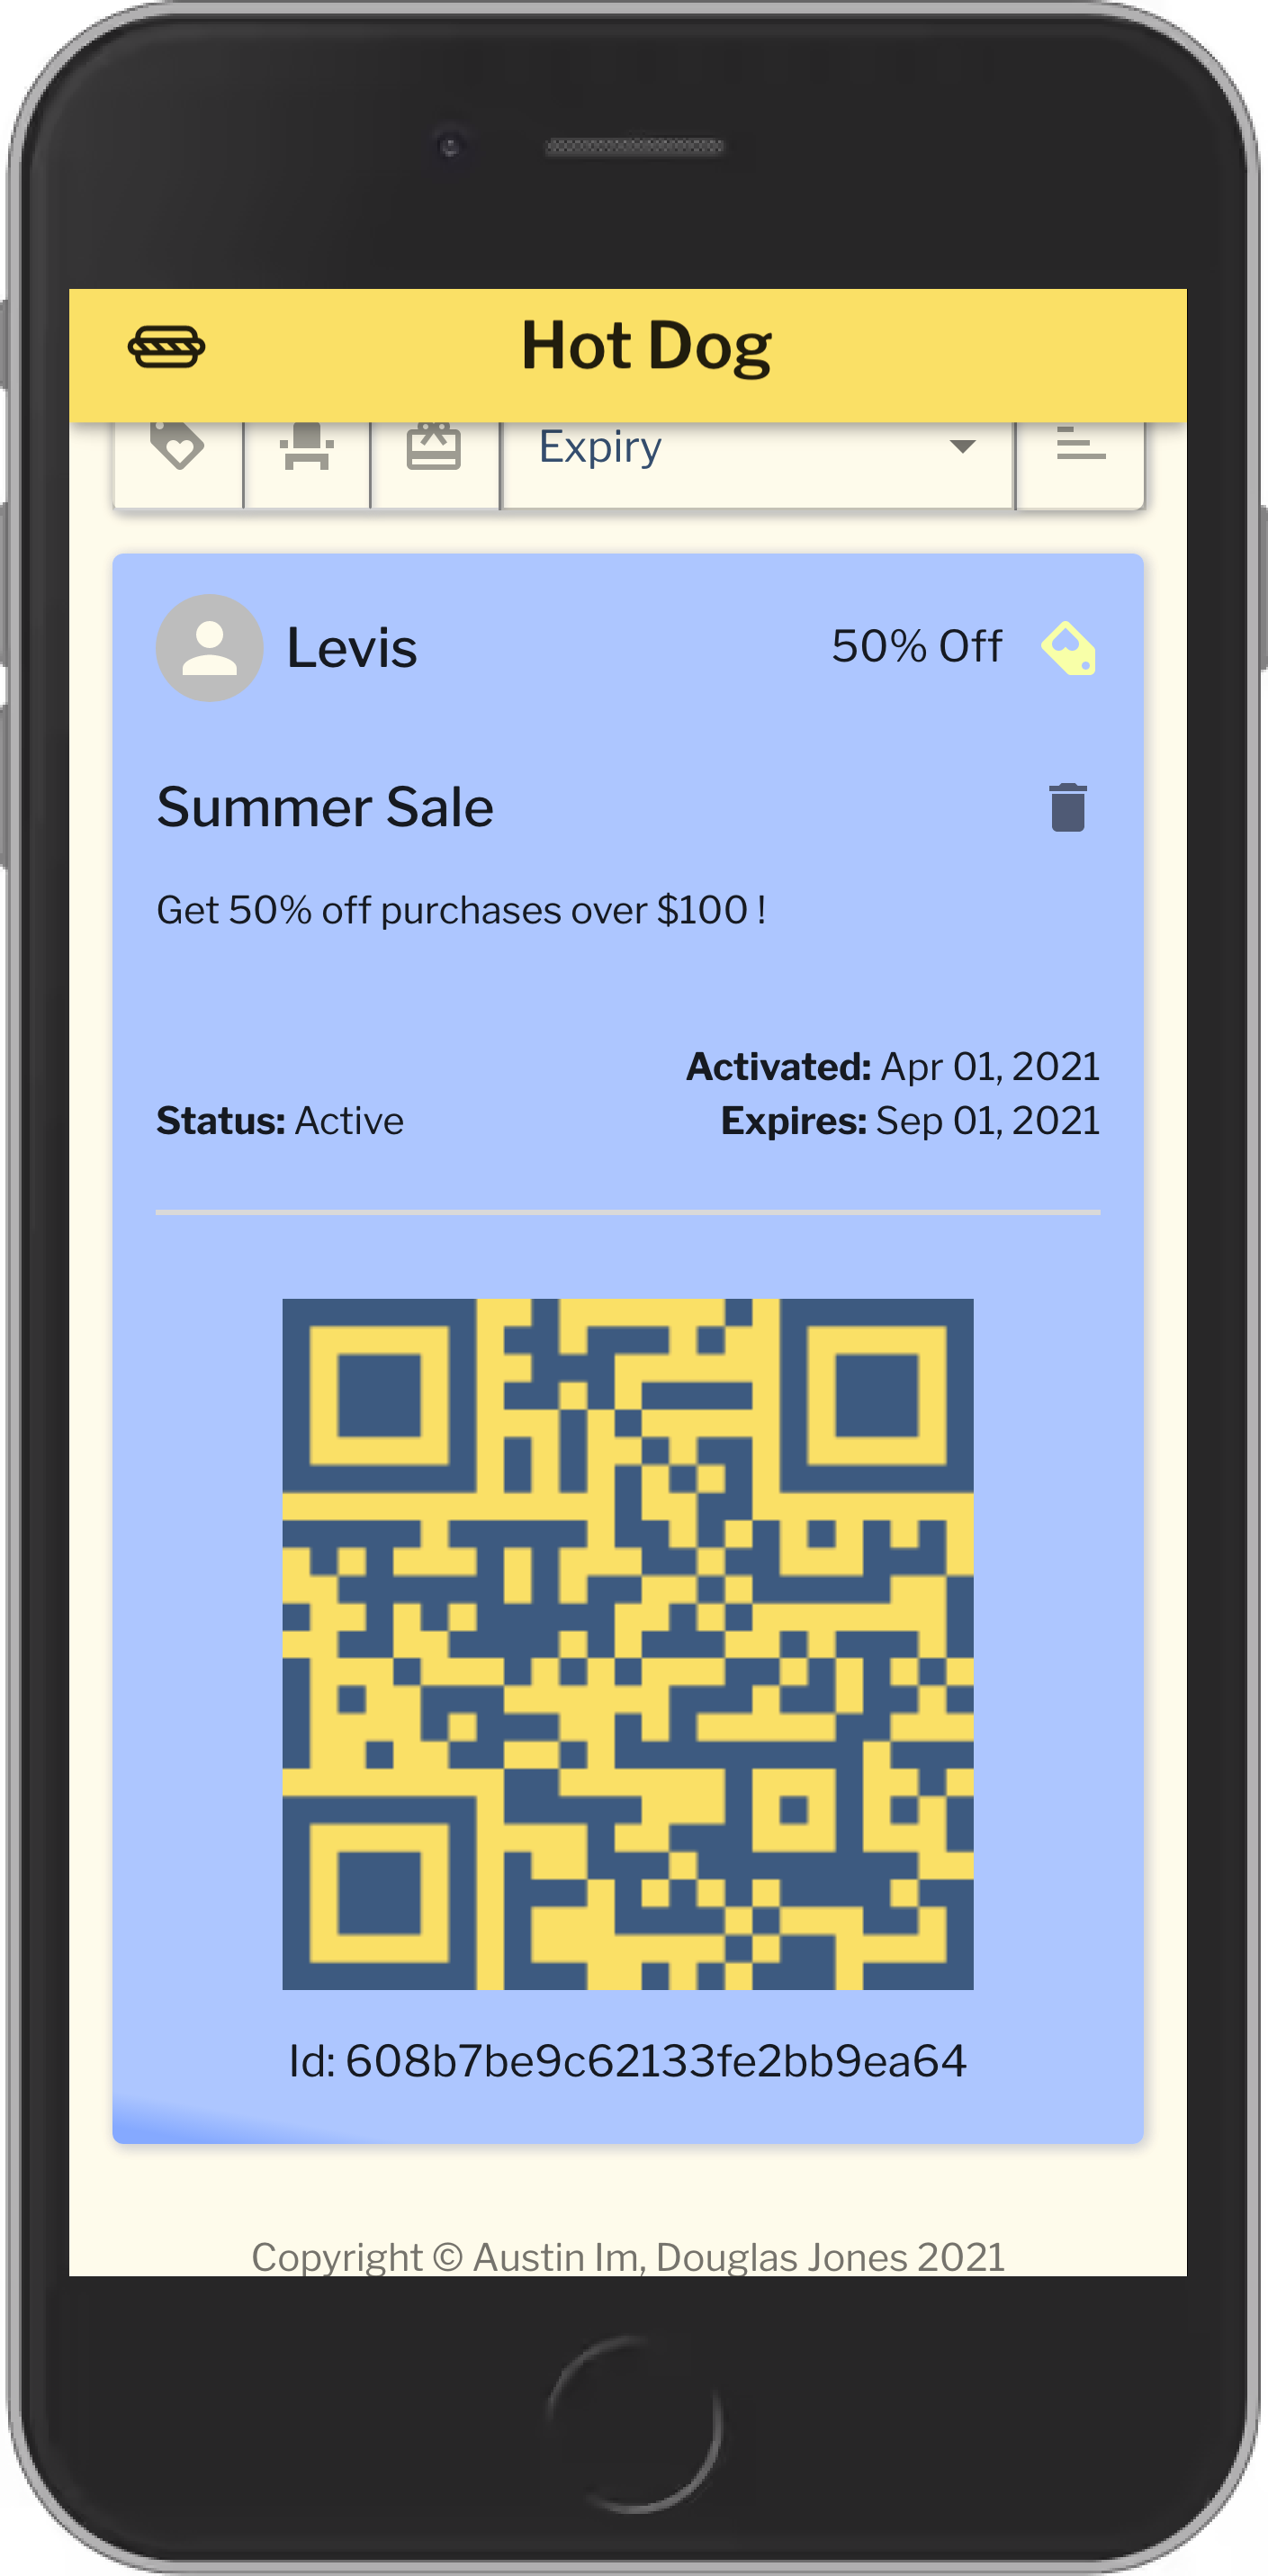 Hot Dog
Expiry
Levis
50% Off
Summer Sale
Get 50% off purchases over $100 !
Activated: Apr 01, 2021
Status: Active
Expires: Sep 01, 2021
Id: 608b7be9c62133fe2bb9ea64
Copyright © Austin Im, Douglas Jones 2021